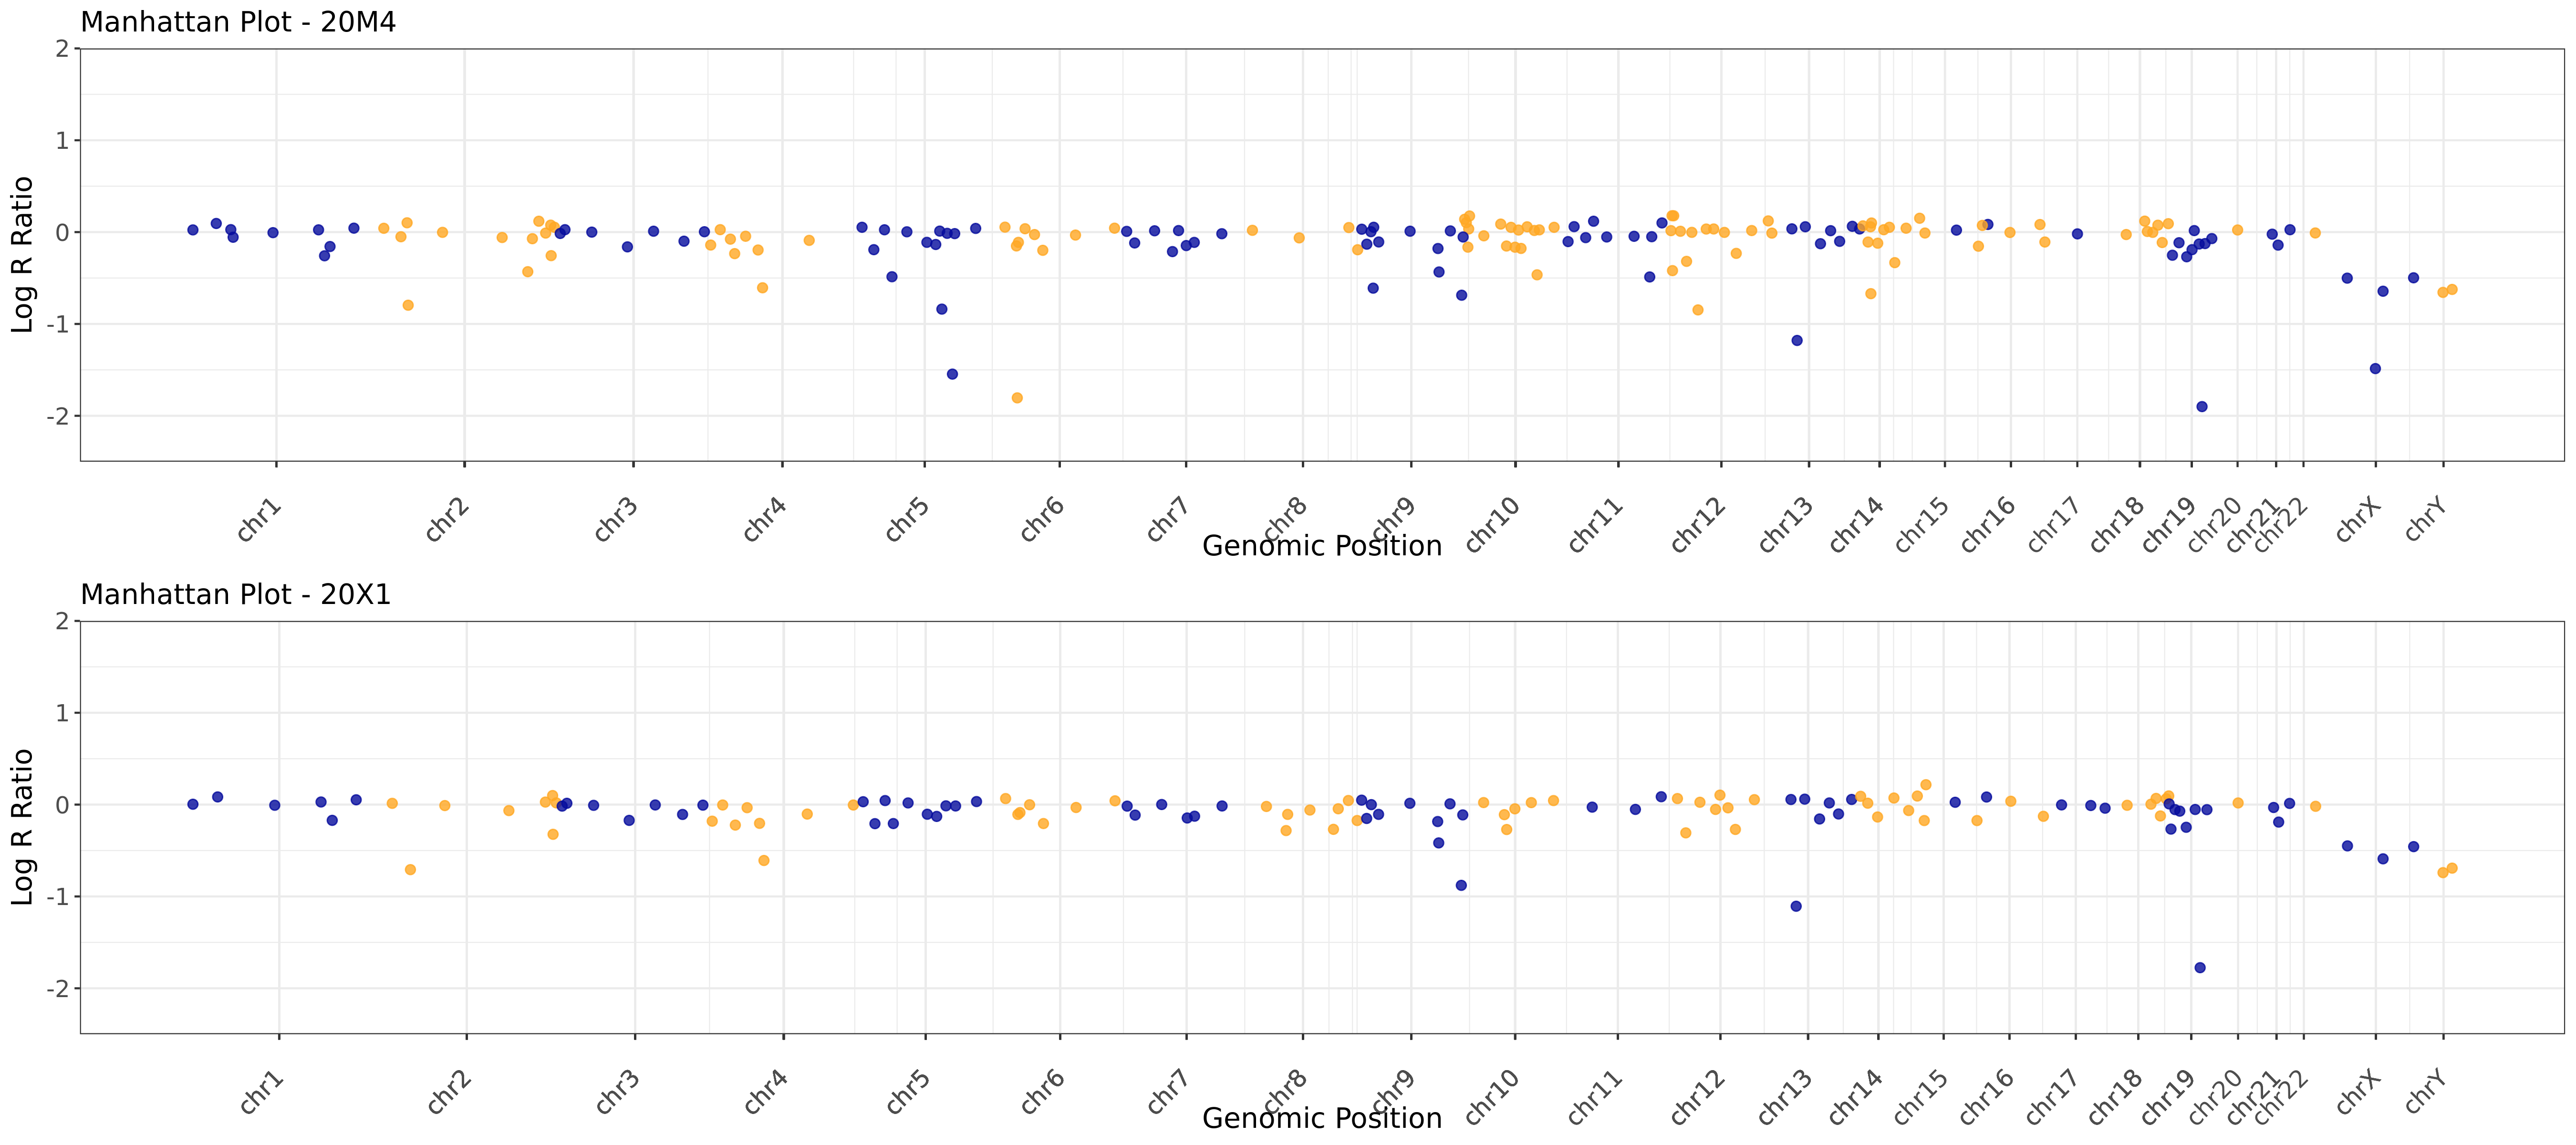 Manhattan Plot - 20M4
2
1
0
-1
-2
Log R Ratio
chr1 chr2 chr3 chr4 chr5 chr6 chr7 chr8 chr9 chr10 chr11 chr12 chr13 chr14 chr15 chr16 chr17 chr18 chr19 chr20 chr21 chr22 chrX chrY
Genomic Position
Manhattan Plot - 20X1
2
1
0
-1
-2
Log R Ratio
chr1 chr2 chr3 chr4 chr5 chr6 chr7 chr8 chr9 chr10 chr11 chr12 chr13 chr14 chr15 chr16 chr17 chr18 chr19 chr20 chr21 chr22 chrX chrY
Genomic Position